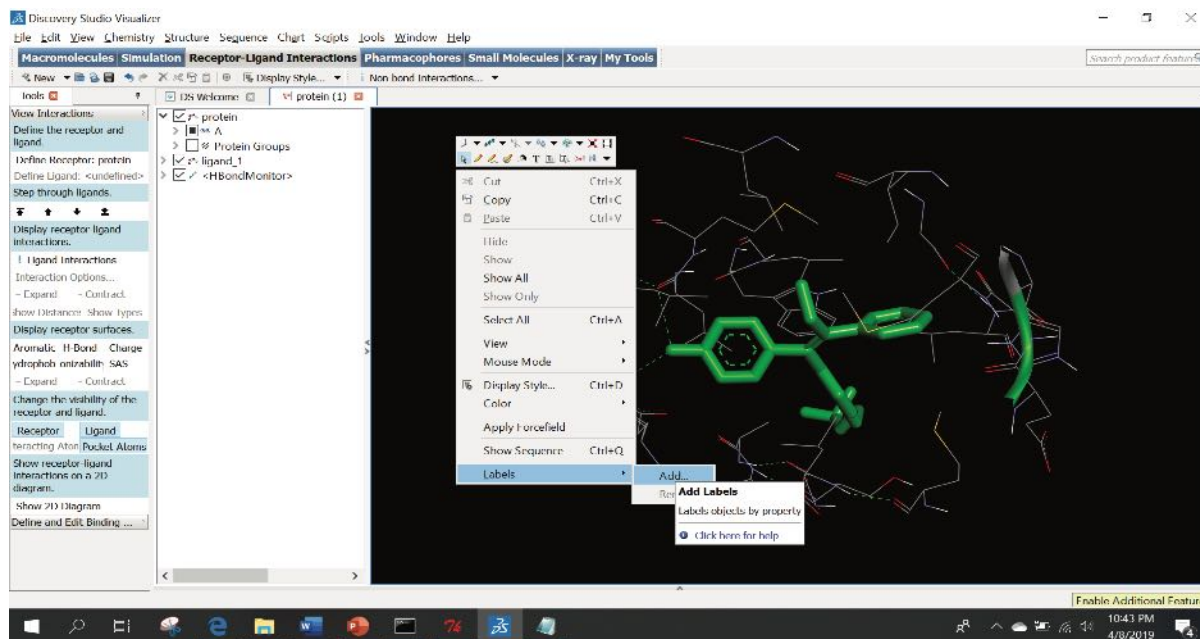 Discovery Studio Visualizer
File Edit View Chemistry Structure Sequence Chart Scripts Tools Window Help
Macromolecules Simulation Receptor-Ligand Interactions Pharmacophores Small Molecules X-ray My Tools
Search product features
New Display Style... Non bond Interactions...
Tools
DS Welcome protein (1)
View Interactions
Define the receptor and
ligand.
Define Receptor: protein
Define Ligand: <undefined>
Step through ligands.
Display receptor ligand
interactions.
Ligand Interactions
Interaction Options...
- Expand - Contract
Show Distances Show Types
Display receptor surfaces.
Aromatic H-Bond Charge
ydrophob onizability SAS
- Expand - Contract
Change the visibility of the
receptor and ligand.
Receptor Ligand
teracting Aton Pocket Atoms
Show receptor-ligand
interactions on a 2D
diagram.
Show 2D Diagram
Define and Edit Binding ...
protein
A
Protein Groups
ligand_1
<HBondMonitor>
Cut Ctrl+X
Copy Ctrl+C
Paste Ctrl+V
Hide
Show
Show All
Show Only
Select All Ctrl+A
View
Mouse Mode
Display Style... Ctrl+D
Color
Apply Forcefield
Show Sequence Ctrl+Q
Labels
Add...
Add Labels
Labels objects by property
Click here for help
Enable Additional Featur
10:43 PM
4/8/2019